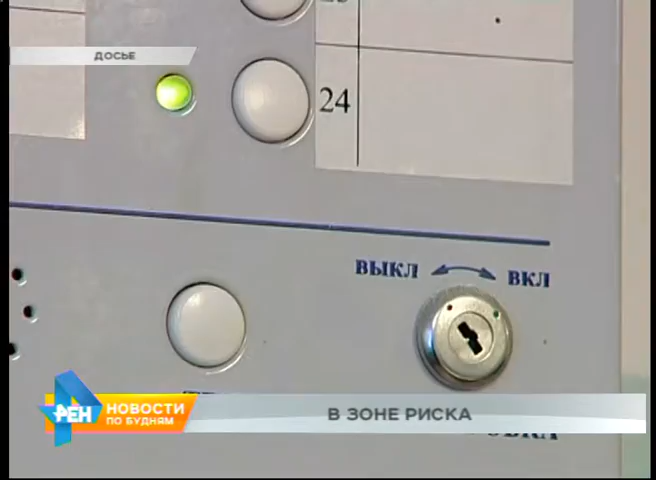 ДОСЬЕ
24
ВЫКЛ ВКЛ
РЕН НОВОСТИ ПО БУДНЯМ
В ЗОНЕ РИСКА